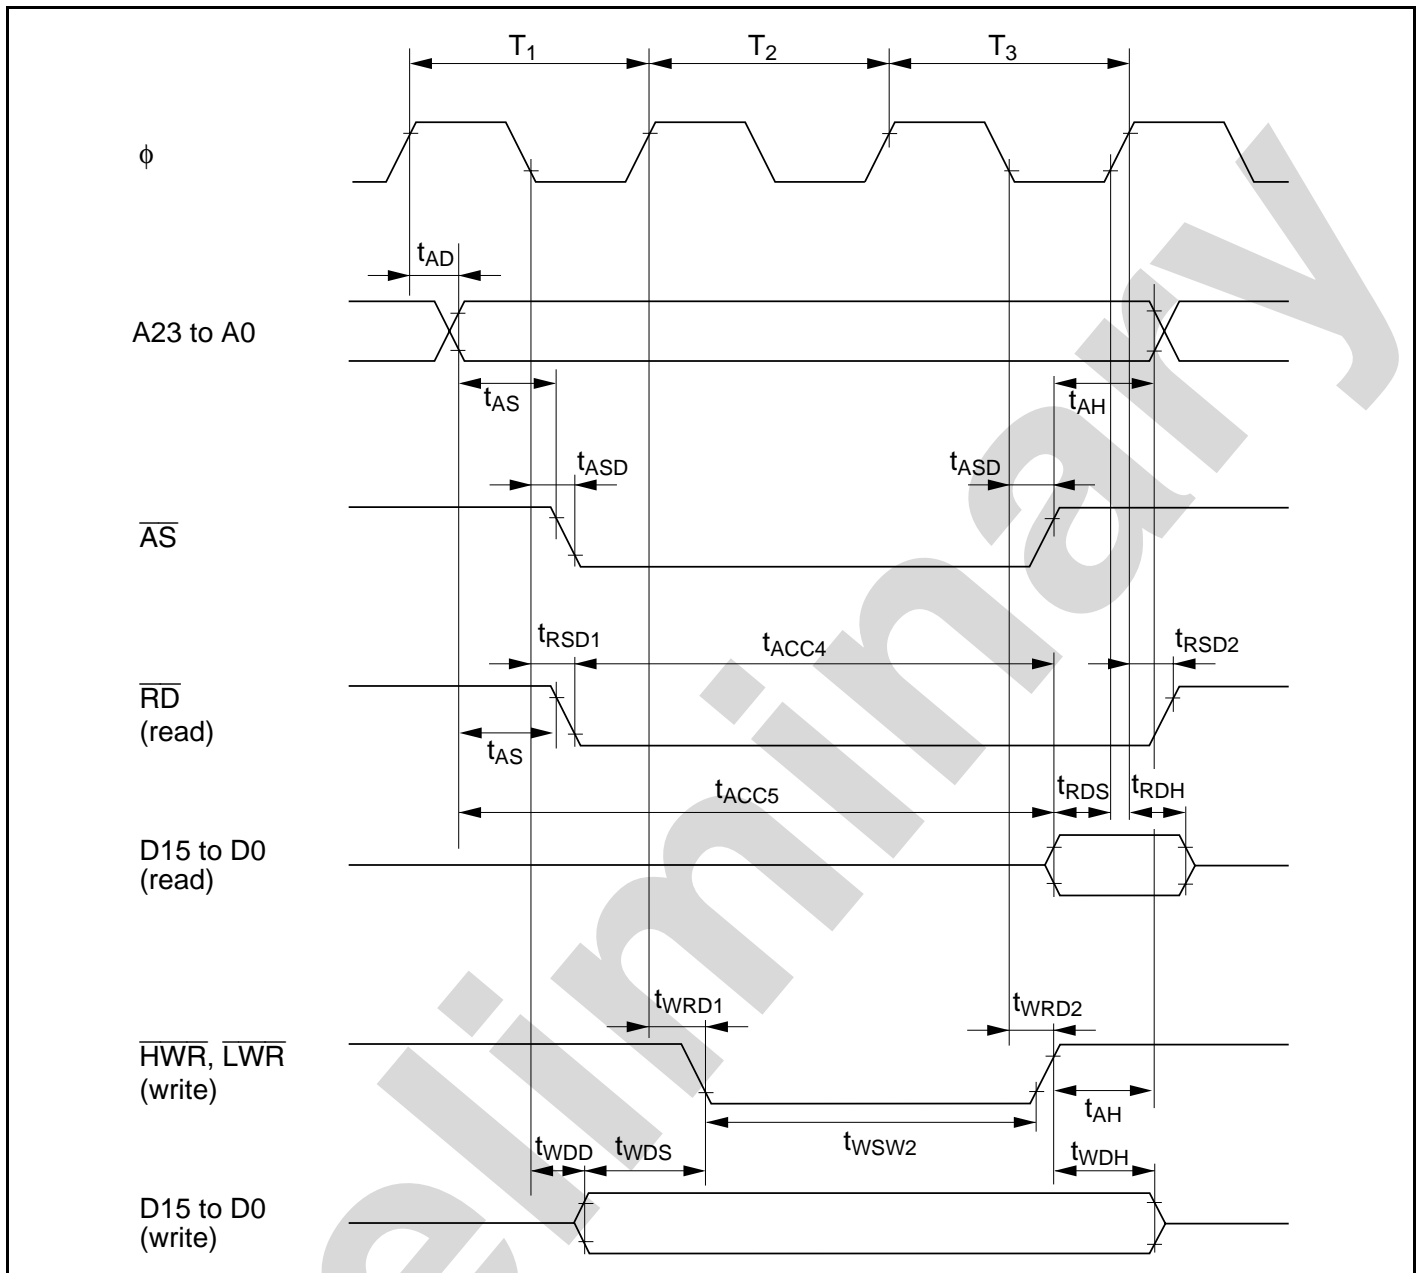 T1 T2 T3
ϕ
tAD
A23 to A0
tAS tAH
tASD tASD
AS
tRSD1 tACC4 tRSD2
RD
(read)
tAS
tACC5 tRDS tRDH
D15 to D0
(read)
tWRD1 tWRD2
HWR, LWR
(write)
tAH
tWSW2
tWDD tWDS tWDH
D15 to D0
(write)
eliminary